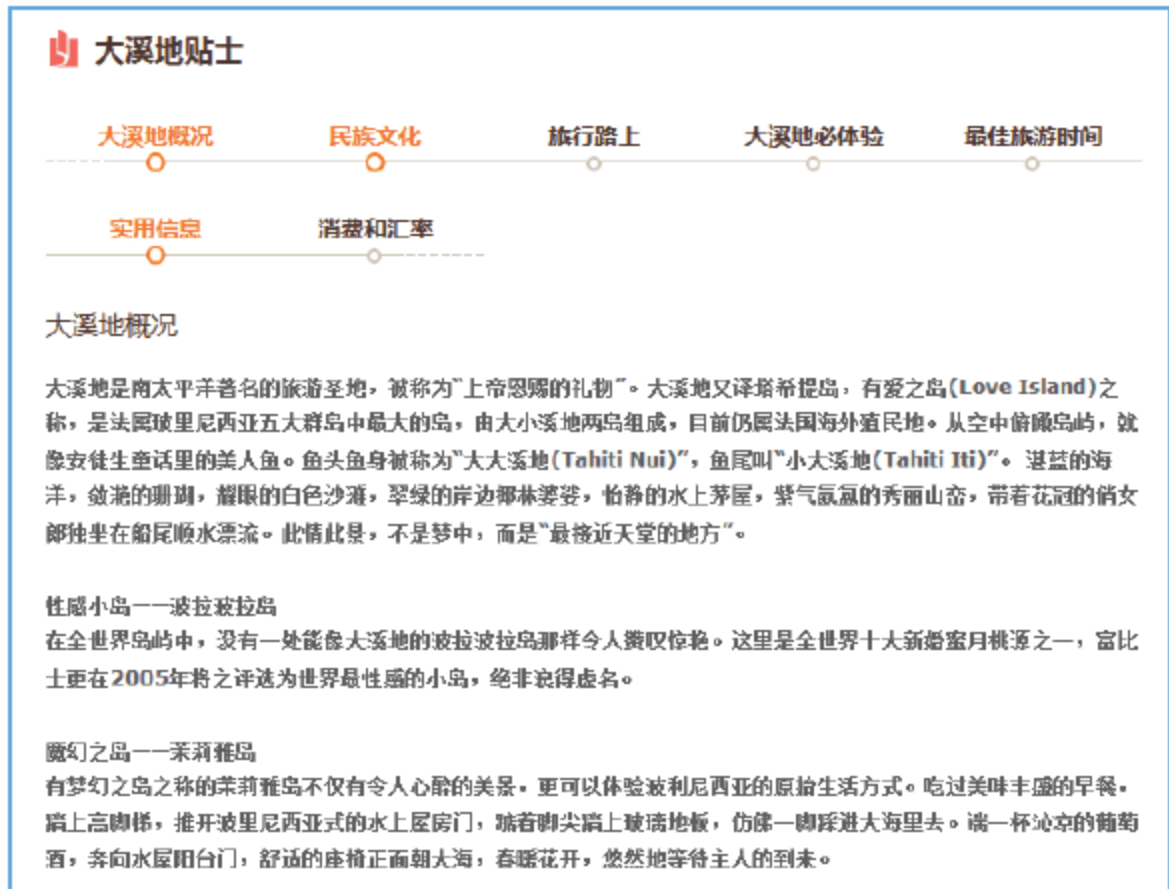 大溪地贴士
大溪地概况 民族文化 旅行路上 大溪地必体验 最佳旅游时间
实用信息 消费和汇率
大溪地概况
大溪地是南太平洋著名的旅游圣地，被称为“上帝恩赐的礼物”。大溪地又译塔希提岛，有爱之岛(Love Island)之
称，是法属玻里尼西亚五大群岛中最大的岛，由大小溪地两岛组成，目前仍属法国海外殖民地。从空中俯瞰岛屿，就
像安徒生童话里的美人鱼。鱼头鱼身被称为“大大溪地(Tahiti Nui)”，鱼尾叫“小大溪地(Tahiti Iti)”。湛蓝的海
洋，潋滟的珊瑚，耀眼的白色沙滩，翠绿的岸边椰林婆娑，恬静的水上茅屋，紫气氤氲的秀丽山峦，带着花冠的俏女
郎独坐在船尾顺水漂流。此情此景，不是梦中，而是“最接近天堂的地方”。
性感小岛——波拉波拉岛
在全世界岛屿中，没有一处能像大溪地的波拉波拉岛那样令人赞叹惊艳。这里是全世界十大新婚蜜月桃源之一，富比
士更在2005年将之评选为世界最性感的小岛，绝非浪得虚名。
魔幻之岛——茉莉雅岛
有梦幻之岛之称的茉莉雅岛不仅有令人心醉的美景，更可以体验波利尼西亚的原始生活方式。吃过美味丰盛的早餐，
踏上高脚梯，推开波里尼西亚式的水上屋房门，踮着脚尖踏上玻璃地板，仿佛一脚踩进大海里去。端一杯沁凉的葡萄
酒，奔向水屋阳台门，舒适的座椅正面朝大海，春暖花开，悠然地等待主人的到来。